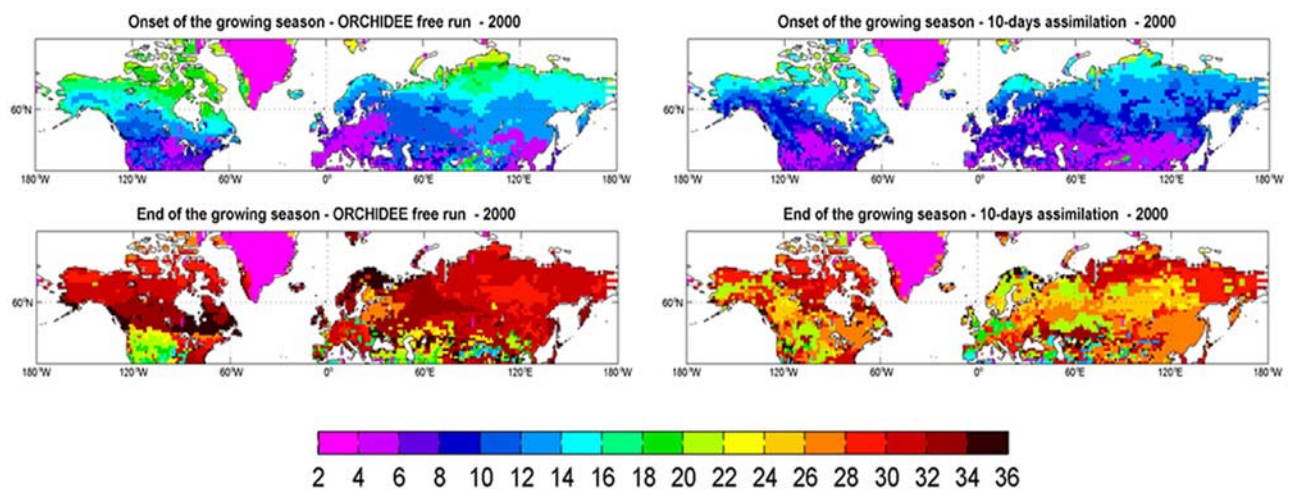 Onset of the growing season - ORCHIDEE free run - 2000
60°N
180°W 120°W 60°W 0° 60°E 120°E 180°W
Onset of the growing season - 10-days assimilation - 2000
60°N
180°W 120°W 60°W 0° 60°E 120°E 180°W
End of the growing season - ORCHIDEE free run - 2000
60°N
180°W 120°W 60°W 0° 60°E 120°E 180°W
End of the growing season - 10-days assimilation - 2000
60°N
180°W 120°W 60°W 0° 60°E 120°E 180°W
2 4 6 8 10 12 14 16 18 20 22 24 26 28 30 32 34 36